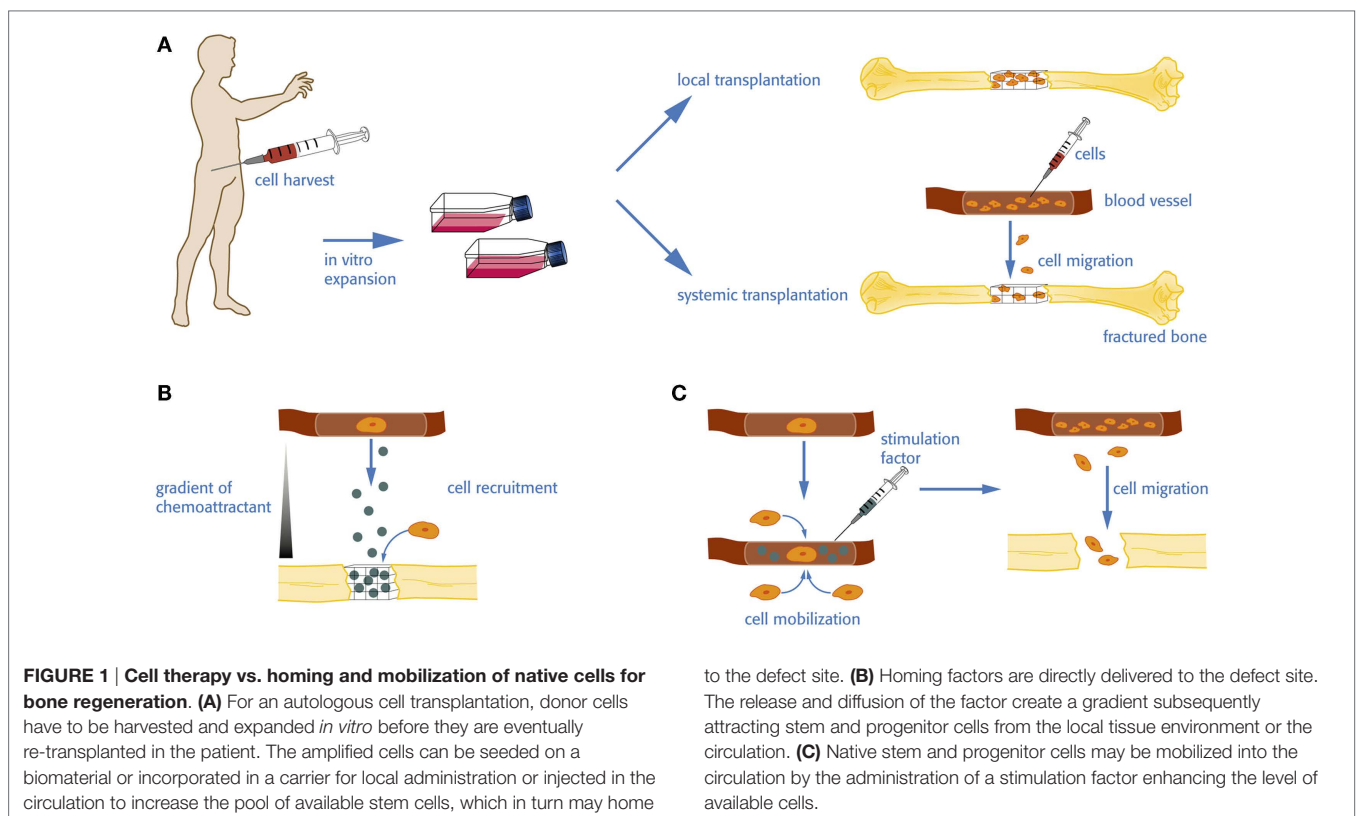 A
local transplantation
cells
cell harvest
blood vessel
in vitro
expansion
cell migration
systemic transplantation
fractured bone
B
gradient of
chemoattractant
cell recruitment
C
stimulation
factor
cell migration
cell mobilization
FIGURE 1 | Cell therapy vs. homing and mobilization of native cells for
bone regeneration. (A) For an autologous cell transplantation, donor cells
have to be harvested and expanded in vitro before they are eventually
re-transplanted in the patient. The amplified cells can be seeded on a
biomaterial or incorporated in a carrier for local administration or injected in the
circulation to increase the pool of available stem cells, which in turn may home
to the defect site. (B) Homing factors are directly delivered to the defect site.
The release and diffusion of the factor create a gradient subsequently
attracting stem and progenitor cells from the local tissue environment or the
circulation. (C) Native stem and progenitor cells may be mobilized into the
circulation by the administration of a stimulation factor enhancing the level of
available cells.